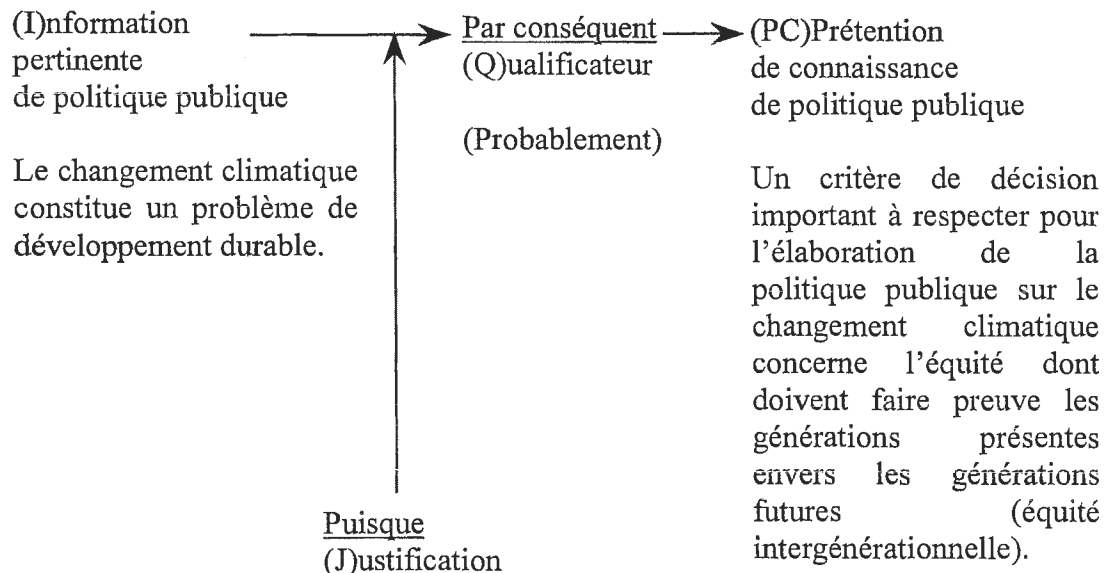 (I)nformation
pertinente
de politique publique
Le changement climatique
constitue un problème de
développement durable.
Par conséquent
(Q)ualificateur
(Probablement)
(PC)Prétention
de connaissance
de politique publique
Un critère de décision
important à respecter pour
l'élaboration de la
politique publique sur le
changement climatique
concerne l'équité dont
doivent faire preuve les
générations présentes
envers les générations
futures (équité
intergénérationnelle).
Puisque
(J)ustification